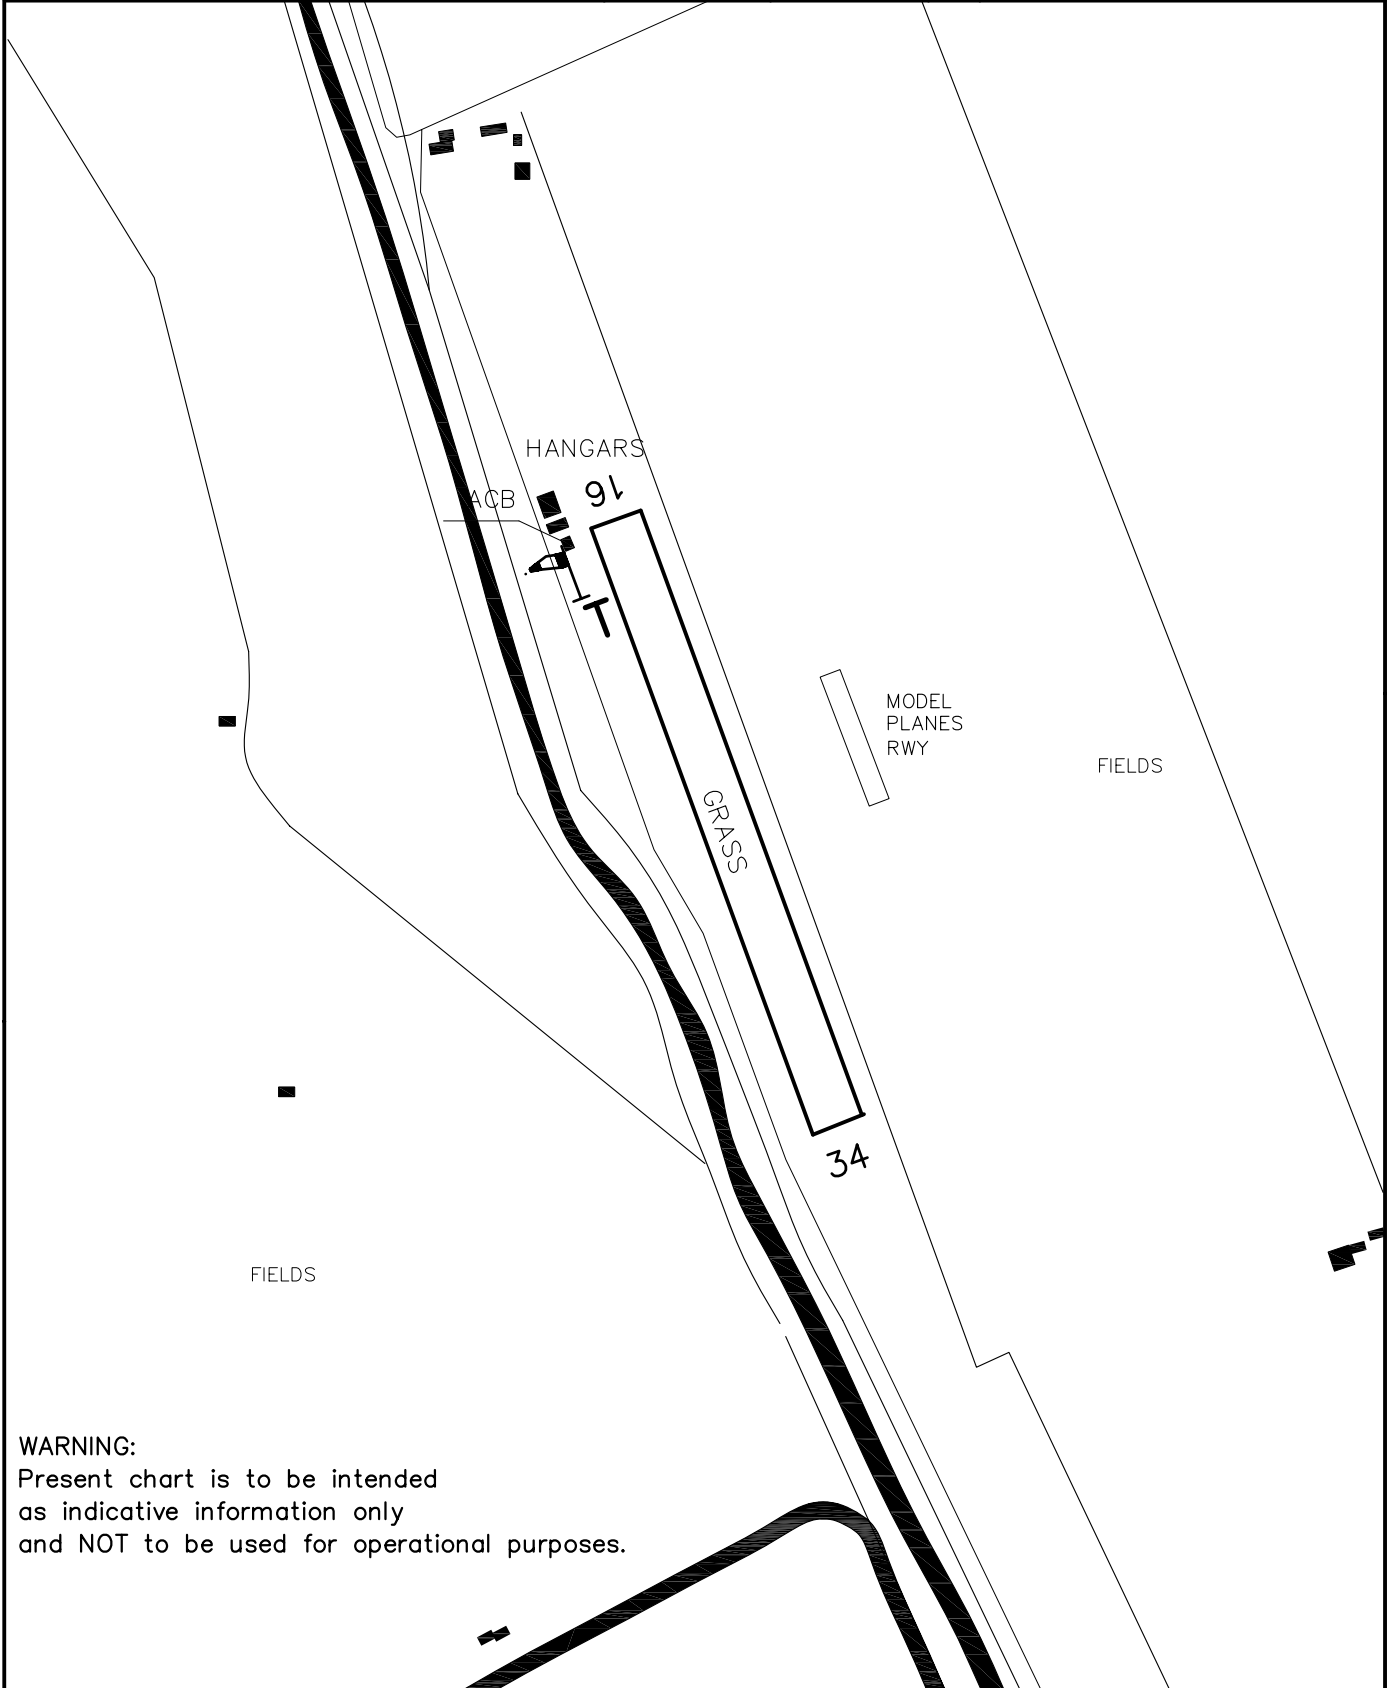 HANGARS
16
ACB
MODEL
PLANES
RWY
FIELDS
GRASS
34
FIELDS
WARNING:
Present chart is to be intended
as indicative information only
and NOT to be used for operational purposes.